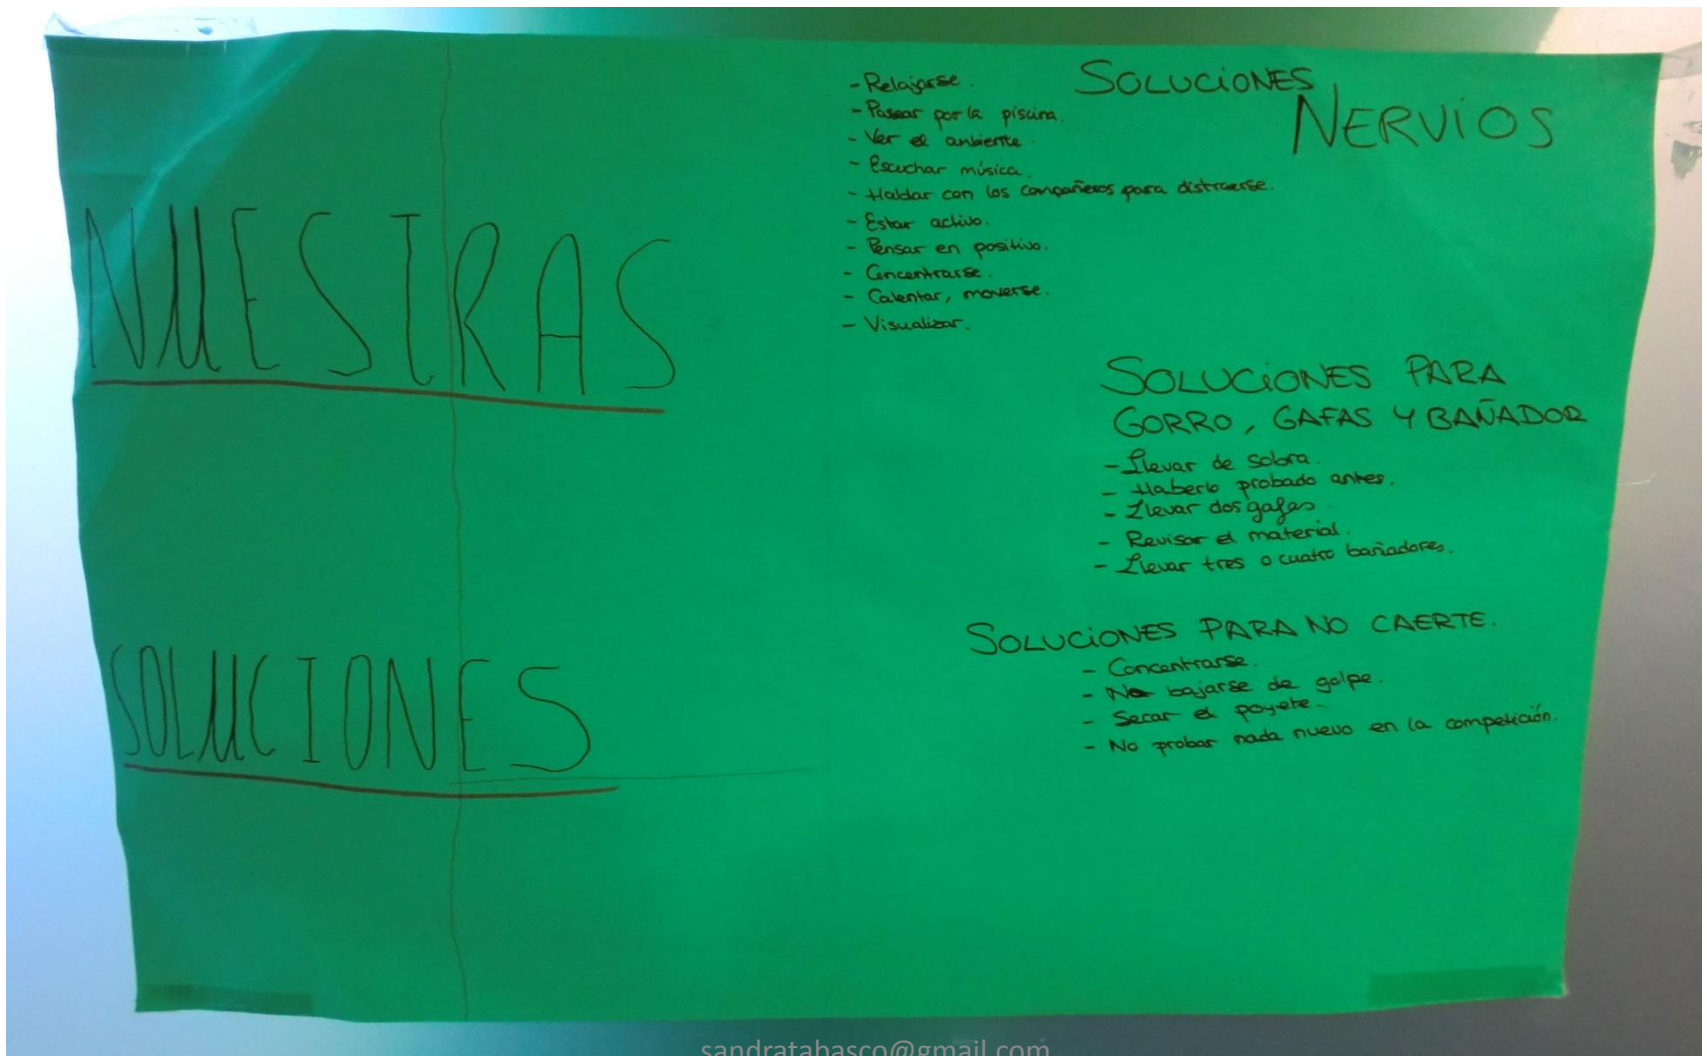 NUESTRAS
SOLUCIONES
SOLUCIONES
NERVIOS
- Relajarse.
- Pasear por la piscina.
- Ver el ambiente.
- Escuchar música.
- Hablar con los compañeros para distraerse.
- Estar activo.
- Pensar en positivo.
- Concentrarse.
- Calentar, moverse.
- Visualizar.
SOLUCIONES PARA
GORRO, GAFAS Y BAÑADOR
- Llevar de sobra.
- Haberlo probado antes.
- Llevar dos gafas.
- Revisar el material.
- Llevar tres o cuatro bañadores.
SOLUCIONES PARA NO CAERTE.
- Concentrarse.
- No bajarse de golpe.
- Secar el poyete.
- No probar nada nuevo en la competición.
sandratabasco@gmail.com